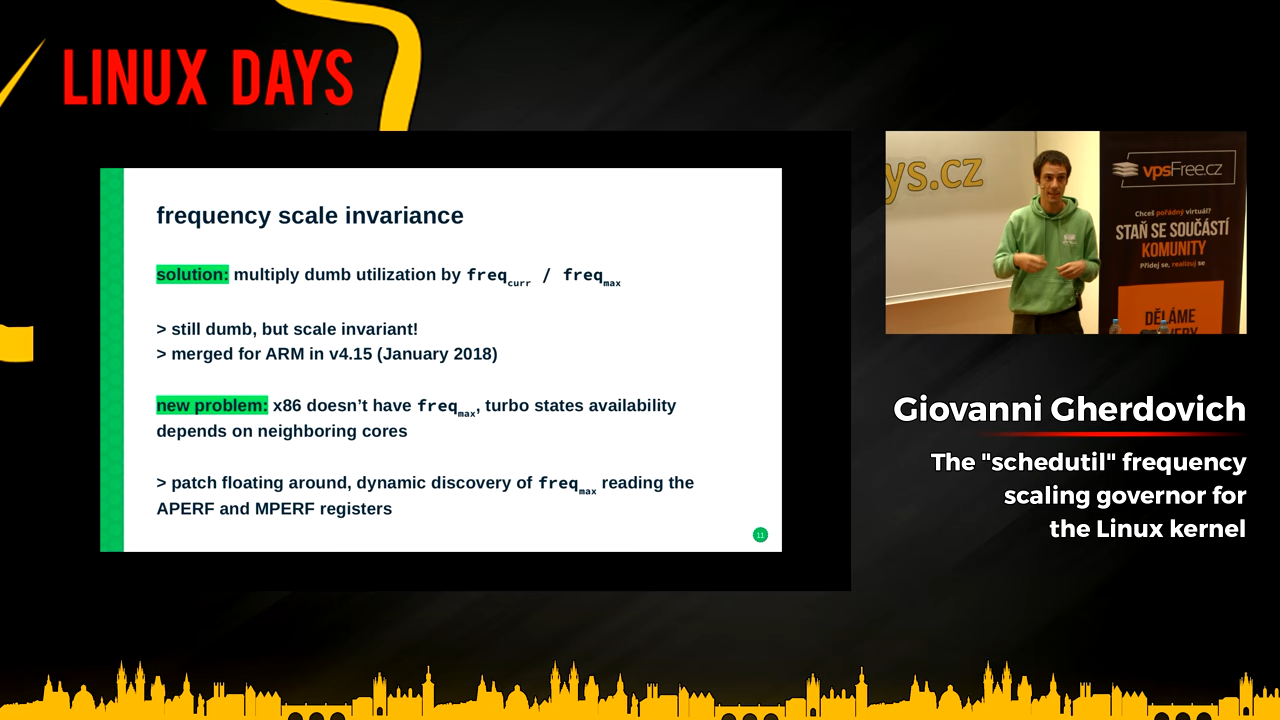 LINUX DAYS
frequency scale invariance
solution: multiply dumb utilization by freqcurr / freqmax
> still dumb, but scale invariant!
> merged for ARM in v4.15 (January 2018)
new problem: x86 doesn’t have freqmax, turbo states availability
depends on neighboring cores
> patch floating around, dynamic discovery of freqmax reading the
APERF and MPERF registers
11
ys.cz
vpsFree.cz
Chceš pořádný virtuál?
STAŇ SE SOUČÁSTÍ
KOMUNITY
Přidej se, realizuj se
DĚLÁME
Giovanni Gherdovich
The "schedutil" frequency
scaling governor for
the Linux kernel